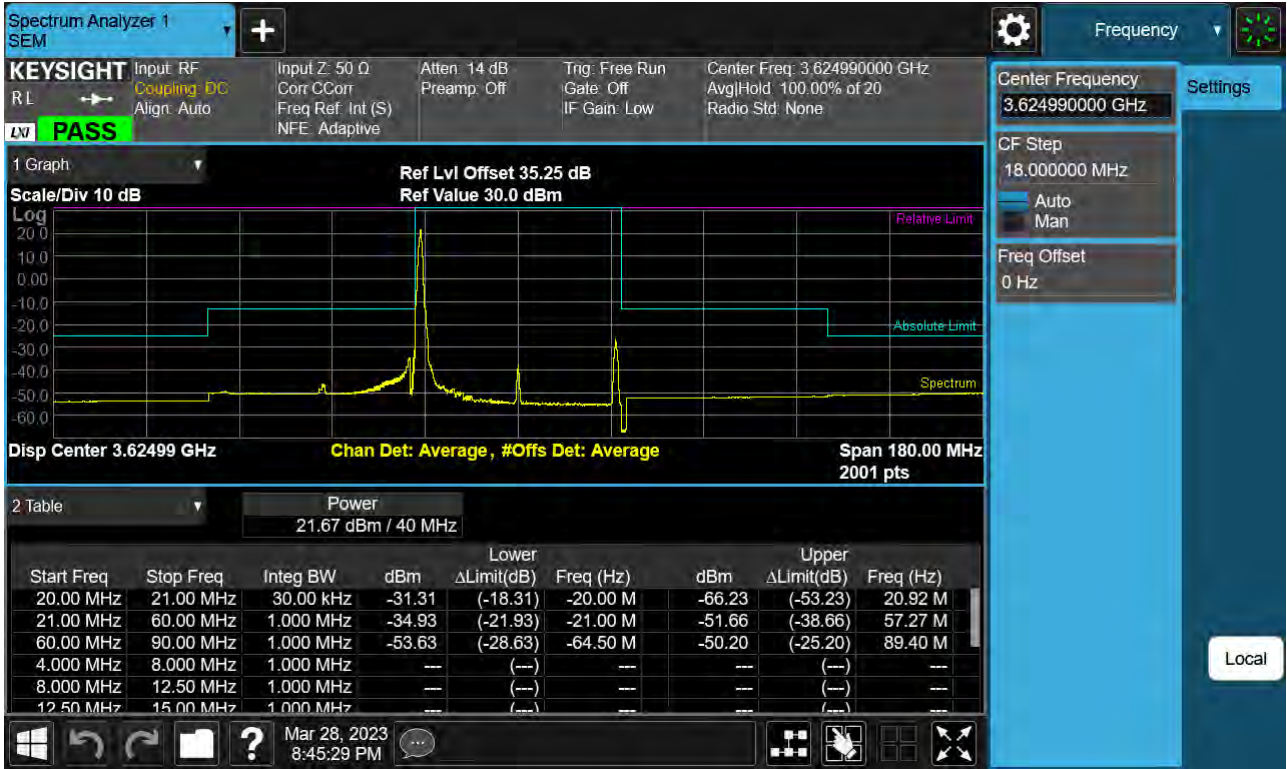 Spectrum Analyzer 1
SEM
Frequency
KEYSIGHT Input: RF Input Z: 50 Ω Atten: 14 dB Trig: Free Run Center Freq: 3.624990000 GHz
RL Coupling: DC Corr CCorr Preamp: Off Gate: Off Avg|Hold: 100.00% of 20
Align: Auto Freq Ref: Int (S) IF Gain: Low Radio Std: None
LXI PASS NFE: Adaptive
1 Graph
Scale/Div 10 dB
Ref Lvl Offset 35.25 dB
Ref Value 30.0 dBm
Log
Relative Limit
20.0
10.0
0.00
-10.0
-20.0
Absolute Limit
-30.0
-40.0
Spectrum
-50.0
-60.0
Disp Center 3.62499 GHz Chan Det: Average, #Offs Det: Average Span 180.00 MHz
2001 pts
2 Table
Power
21.67 dBm / 40 MHz
Lower Upper
Start Freq Stop Freq Integ BW dBm ΔLimit(dB) Freq (Hz) dBm ΔLimit(dB) Freq (Hz)
20.00 MHz 21.00 MHz 30.00 kHz -31.31 (-18.31) -20.00 M -66.23 (-53.23) 20.92 M
21.00 MHz 60.00 MHz 1.000 MHz -34.93 (-21.93) -21.00 M -51.66 (-38.66) 57.27 M
60.00 MHz 90.00 MHz 1.000 MHz -53.63 (-28.63) -64.50 M -50.20 (-25.20) 89.40 M
4.000 MHz 8.000 MHz 1.000 MHz --- (---) --- --- (---) ---
8.000 MHz 12.50 MHz 1.000 MHz --- (---) --- --- (---) ---
12.50 MHz 15.00 MHz 1.000 MHz --- (---) --- --- (---) ---
Mar 28, 2023
8:45:29 PM
Center Frequency
3.624990000 GHz
Settings
CF Step
18.000000 MHz
Auto
Man
Freq Offset
0 Hz
Local